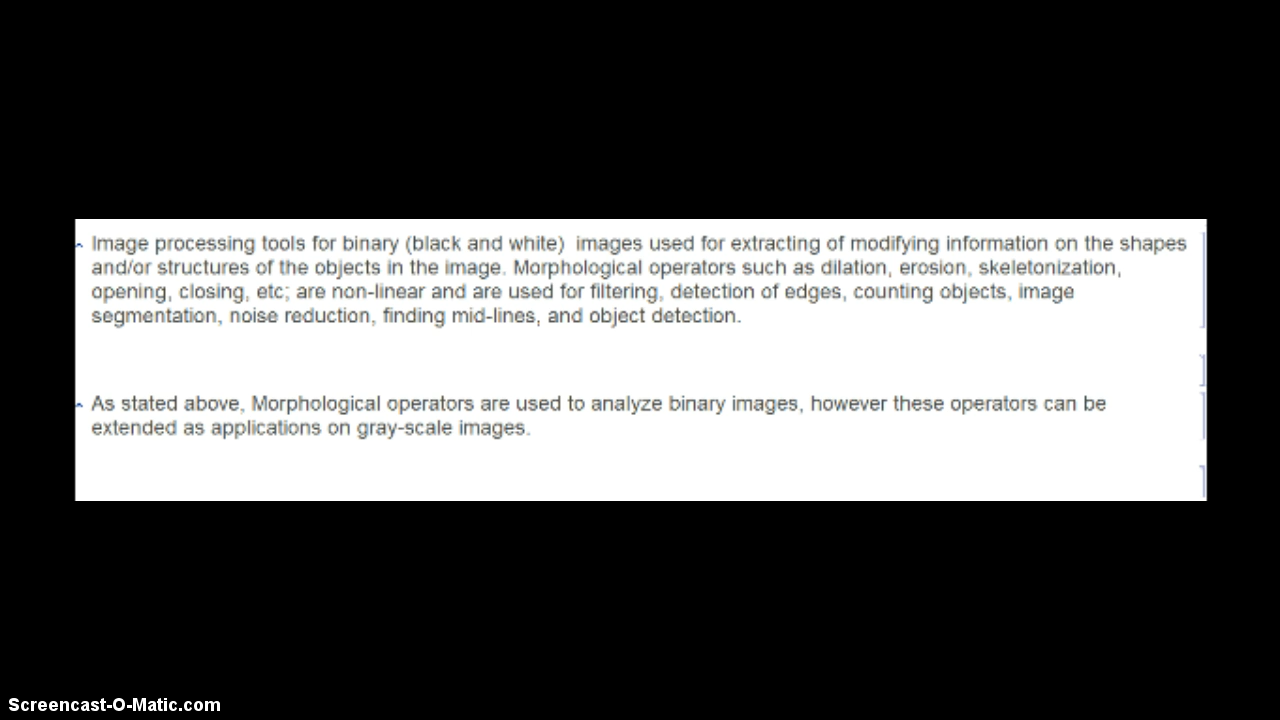 Image processing tools for binary (black and white)  images used for extracting of modifying information on the shapes
and/or structures of the objects in the image. Morphological operators such as dilation, erosion, skeletonization,
opening, closing, etc; are non-linear and are used for filtering, detection of edges, counting objects, image
segmentation, noise reduction, finding mid-lines, and object detection.
As stated above, Morphological operators are used to analyze binary images, however these operators can be
extended as applications on gray-scale images.
Screencast-O-Matic.com